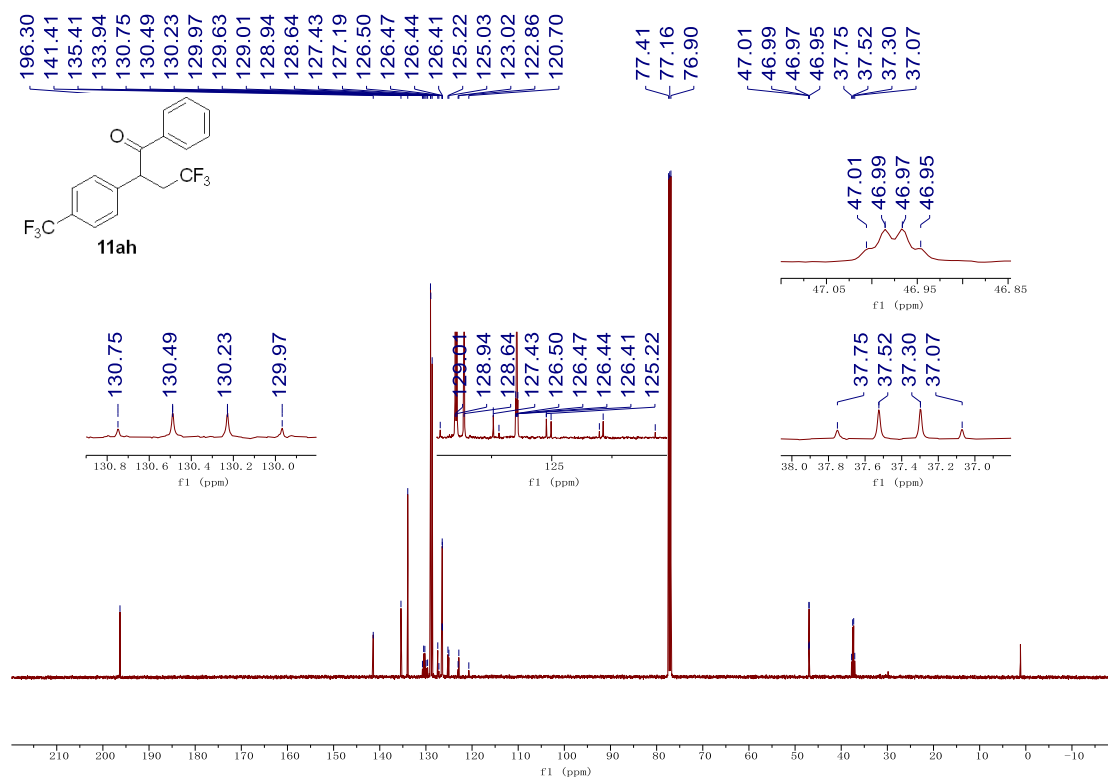 196.30 141.41 135.41 133.94 130.75 130.49 130.23 129.97 129.63 129.01 128.94 128.64 127.43 127.19 126.50 126.47 126.44 126.41 125.22 125.03 123.02 122.86 120.70
77.41 77.16 76.90
47.01 46.99 46.97 46.95 37.75 37.52 37.30 37.07
O
CF3
F3C
11ah
47.01 46.99 46.97 46.95
47.05 46.95 46.85
f1 (ppm)
130.75 130.49 130.23 129.97
130.8 130.6 130.4 130.2 130.0
f1 (ppm)
129.01 128.94 128.64 127.43 126.50 126.47 126.44 126.41 125.22
125
f1 (ppm)
37.75 37.52 37.30 37.07
38.0 37.8 37.6 37.4 37.2 37.0
f1 (ppm)
210 200 190 180 170 160 150 140 130 120 110 100 90 80 70 60 50 40 30 20 10 0 -10
f1 (ppm)